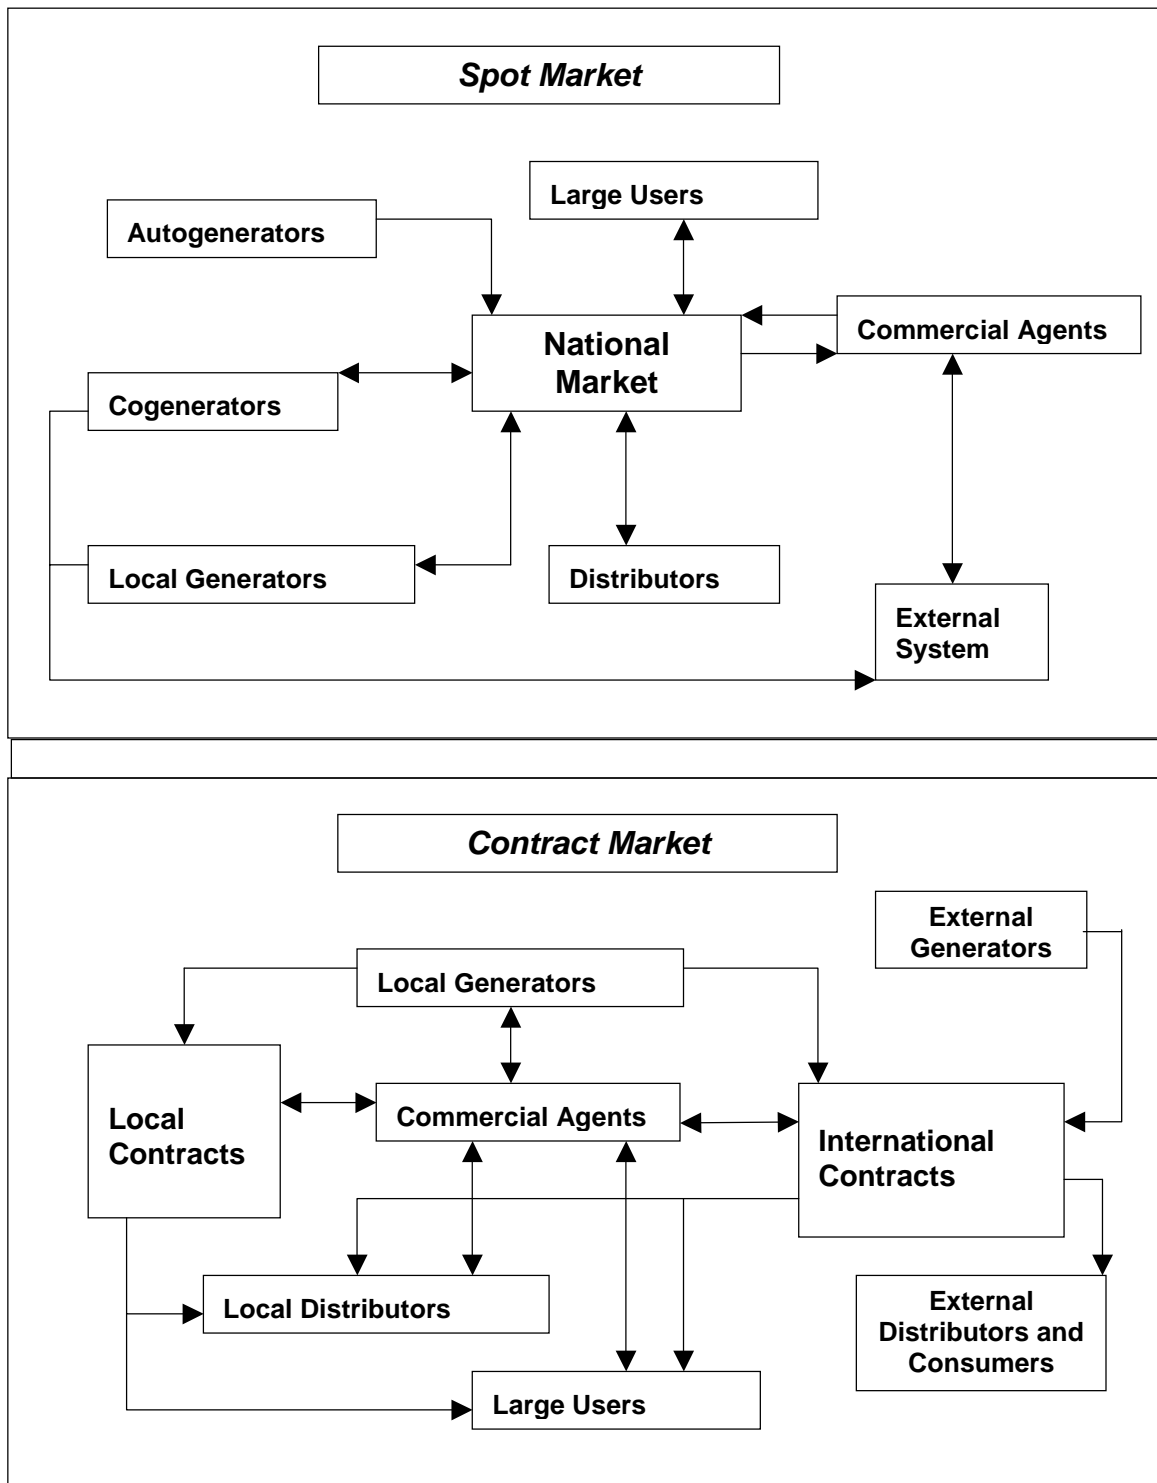 Spot Market
Large Users
Autogenerators
Commercial Agents
National
Market
Cogenerators
Local Generators
Distributors
External
System
Contract Market
External
Generators
Local Generators
Local
Contracts
Commercial Agents
International
Contracts
Local Distributors
External
Distributors and
Consumers
Large Users